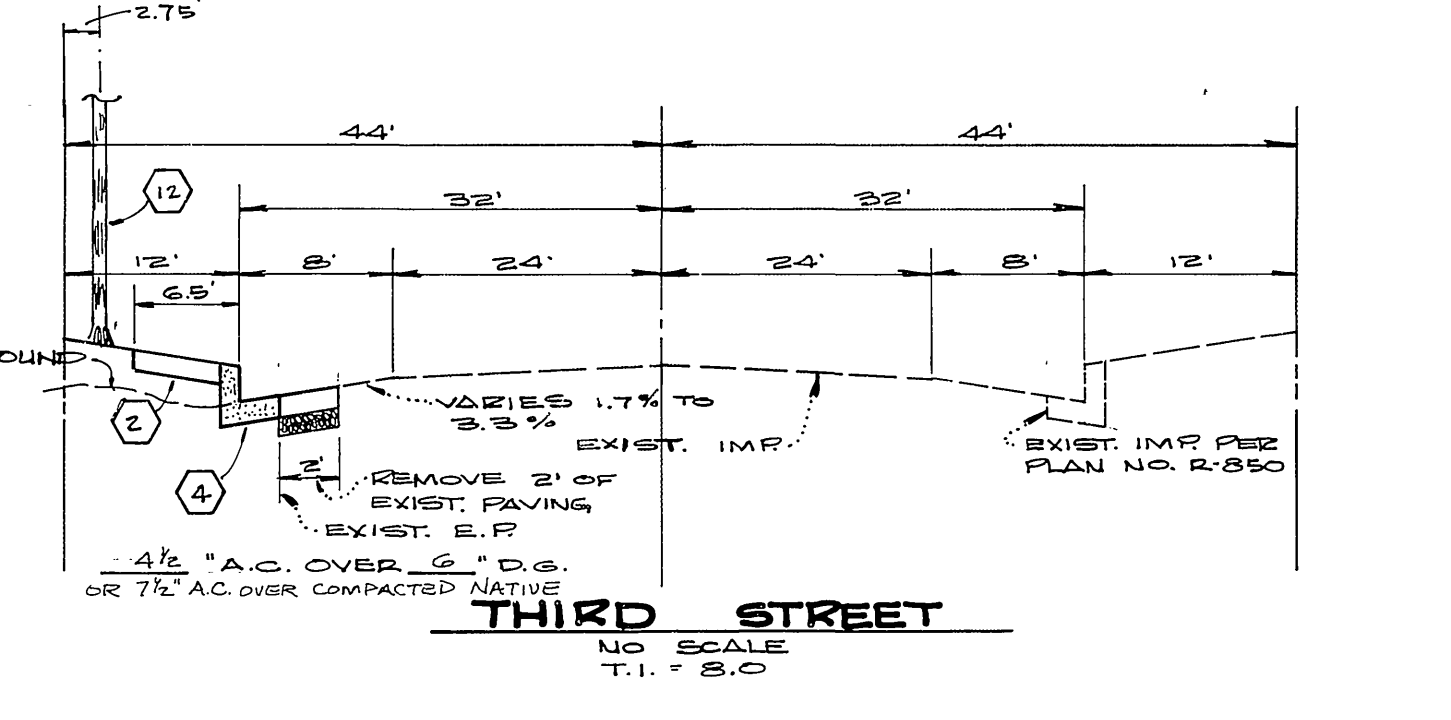 2.75'
44' 44'
12
32' 32'
12' 8' 24' 24' 8' 12'
6.5'
OUND
2
VARIES 1.7% TO
3.3%
EXIST. IMP.
EXIST. IMP. PER
PLAN NO. R-850
4
2'
REMOVE 2' OF
EXIST. PAVING
EXIST. E.P.
4½ "A.C. OVER 6 " D.G.
OR 7½" A.C. OVER COMPACTED NATIVE
THIRD STREET
NO SCALE
T.I. = 8.0